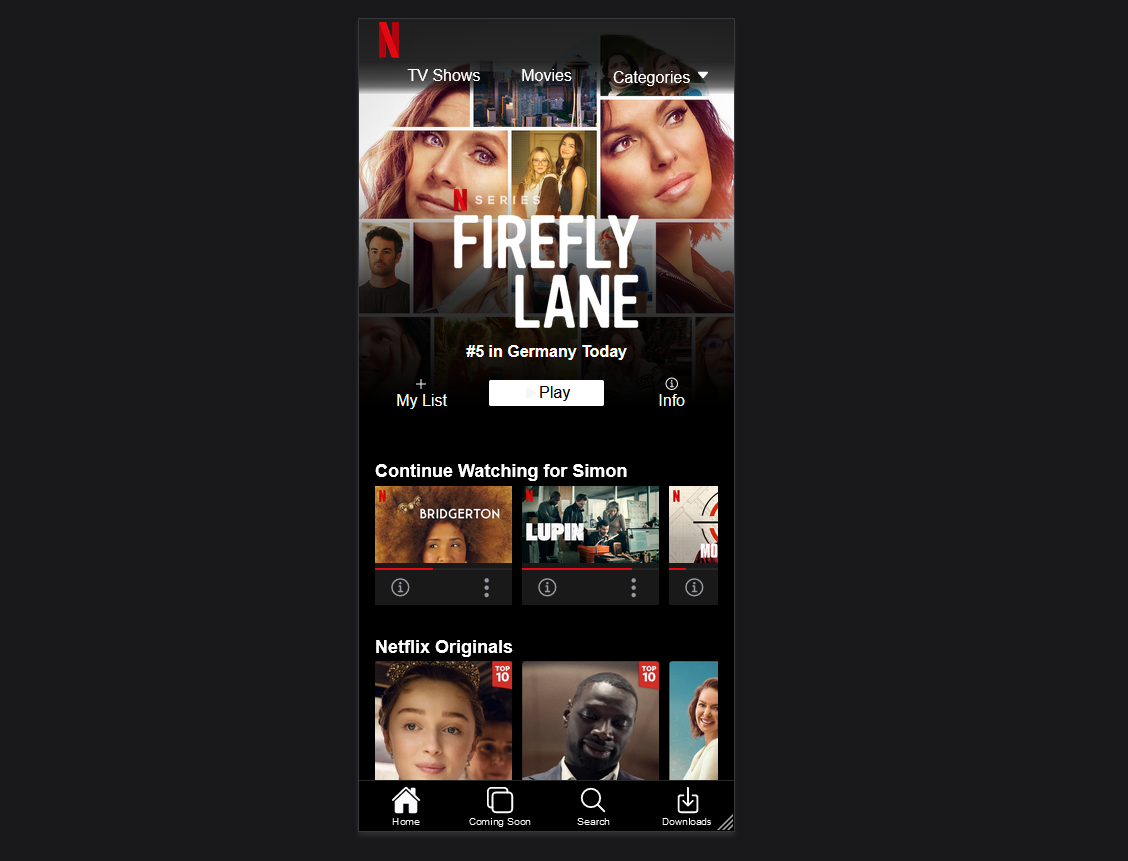 N
TV Shows Movies Categories
N SERIES
FIREFLY
LANE
#5 in Germany Today
My List Play Info
Continue Watching for Simon
N BRIDGERTON
N LUPIN
N MO
Netflix Originals
TOP 10
TOP 10
Home Coming Soon Search Downloads